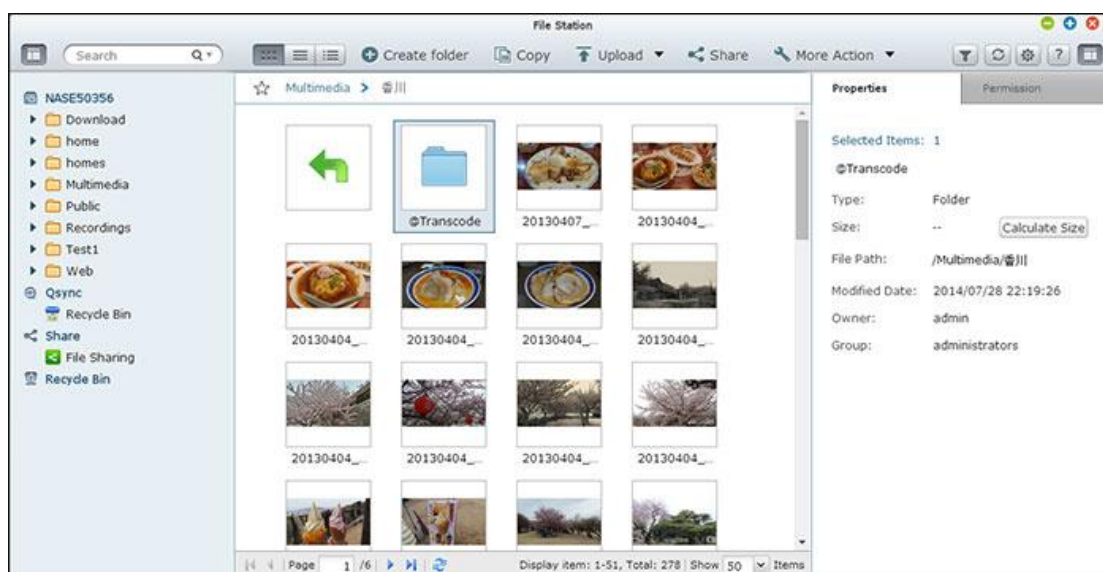 File Station
Search
Create folder
Copy
Upload
Share
More Action
?
NASE50356
Download
home
homes
Multimedia
Public
Recordings
Test1
Web
Qsync
Recycle Bin
Share
File Sharing
Recycle Bin
Multimedia > 香川
@Transcode
20130407_...
20130404_...
20130404_...
20130404_...
20130404_...
20130404_...
20130404_...
20130404_...
20130404_...
20130404_...
Page 1 /6
Display item: 1-51, Total: 278 Show 50 Items
Properties
Permission
Selected Items: 1
@Transcode
Type: Folder
Size: -- Calculate Size
File Path: /Multimedia/香川
Modified Date: 2014/07/28 22:19:26
Owner: admin
Group: administrators